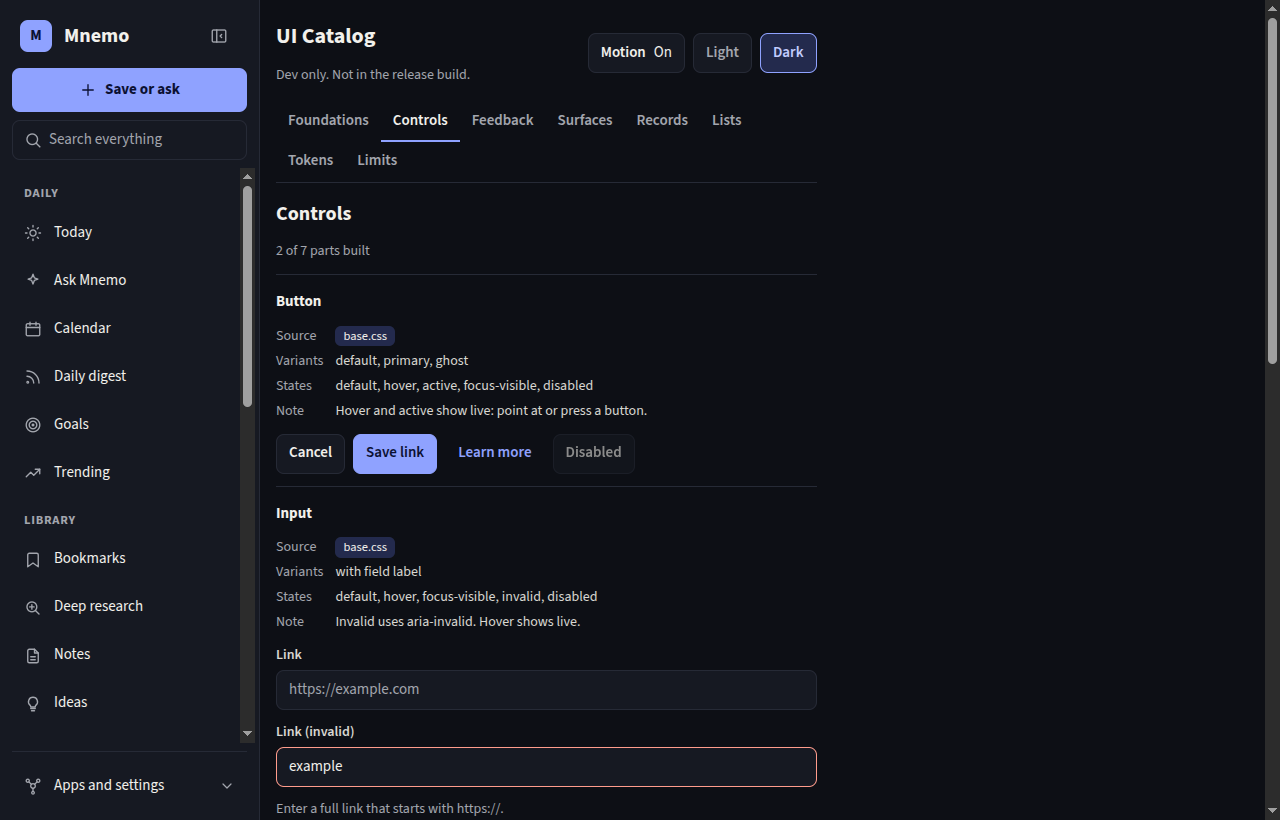 M
Mnemo
Save or ask
Search everything
DAILY
Today
Ask Mnemo
Calendar
Daily digest
Goals
Trending
LIBRARY
Bookmarks
Deep research
Notes
Ideas
Apps and settings
UI Catalog
Dev only. Not in the release build.
Motion On
Light
Dark
Foundations Controls Feedback Surfaces Records Lists
Tokens Limits
Controls
2 of 7 parts built
Button
Source base.css
Variants default, primary, ghost
States default, hover, active, focus-visible, disabled
Note Hover and active show live: point at or press a button.
Cancel Save link Learn more Disabled
Input
Source base.css
Variants with field label
States default, hover, focus-visible, invalid, disabled
Note Invalid uses aria-invalid. Hover shows live.
Link
https://example.com
Link (invalid)
example
Enter a full link that starts with https://.